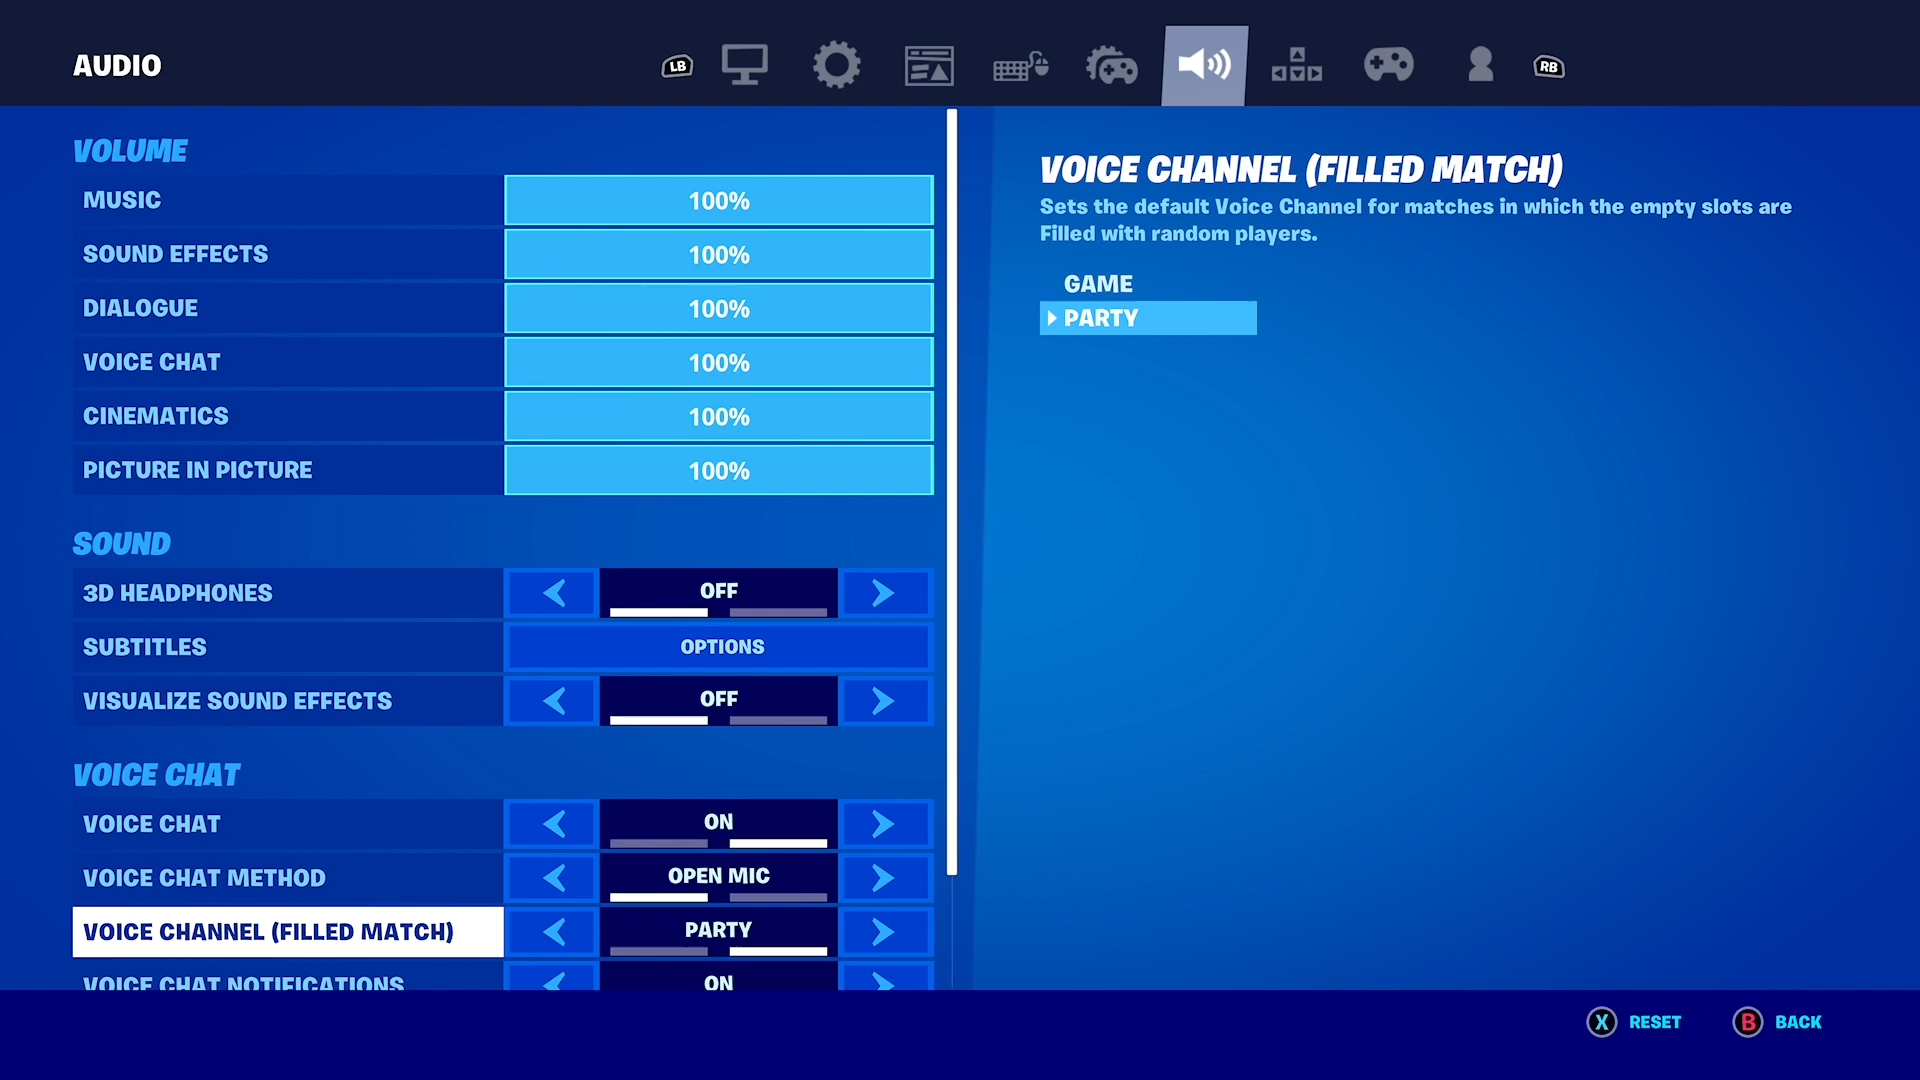 AUDIO
LB
RB
VOLUME
MUSIC 100%
SOUND EFFECTS 100%
DIALOGUE 100%
VOICE CHAT 100%
CINEMATICS 100%
PICTURE IN PICTURE 100%
SOUND
3D HEADPHONES OFF
SUBTITLES OPTIONS
VISUALIZE SOUND EFFECTS OFF
VOICE CHAT
VOICE CHAT ON
VOICE CHAT METHOD OPEN MIC
VOICE CHANNEL (FILLED MATCH) PARTY
VOICE CHAT NOTIFICATIONS ON
VOICE CHANNEL (FILLED MATCH)
Sets the default Voice Channel for matches in which the empty slots are
Filled with random players.
GAME
PARTY
X RESET
B BACK